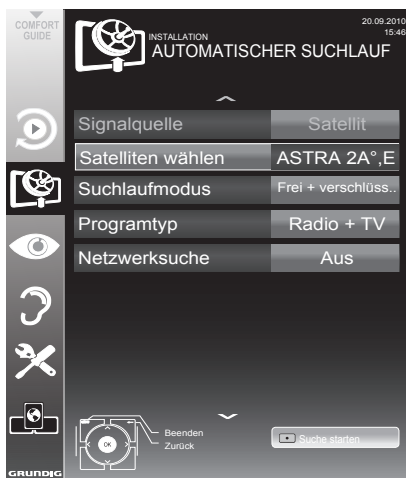 COMFORT
GUIDE
20.09.2010
15:46
INSTALLATION
AUTOMATISCHER SUCHLAUF
Signalquelle Satellit
Satelliten wählen ASTRA 2A°,E
Suchlaufmodus Frei + verschlüss..
Programtyp Radio + TV
Netzwerksuche Aus
OK
Beenden
Zurück
Suche starten
GRUNDIG